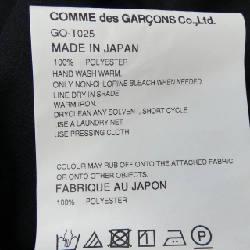 COMME des GARÇONS Co., Ltd.
GO-T025
MADE IN JAPAN
100% POLYESTER
HAND WASH WARM.
ONLY NON-CHLORINE BLEACH WHEN NEEDED.
LINE DRY IN SHADE
WARM IRON.
DRYCLEAN ANY SOLVENT, SHORT CYCLE.
USE A LAUNDRY NET
USE PRESSING CLOTH
COLOUR MAY RUB OFF ONTO THE ATTACHED FABRIC
OR ONTO OTHER OBJECTS.
FABRIQUE AU JAPON
100% POLYESTER
P